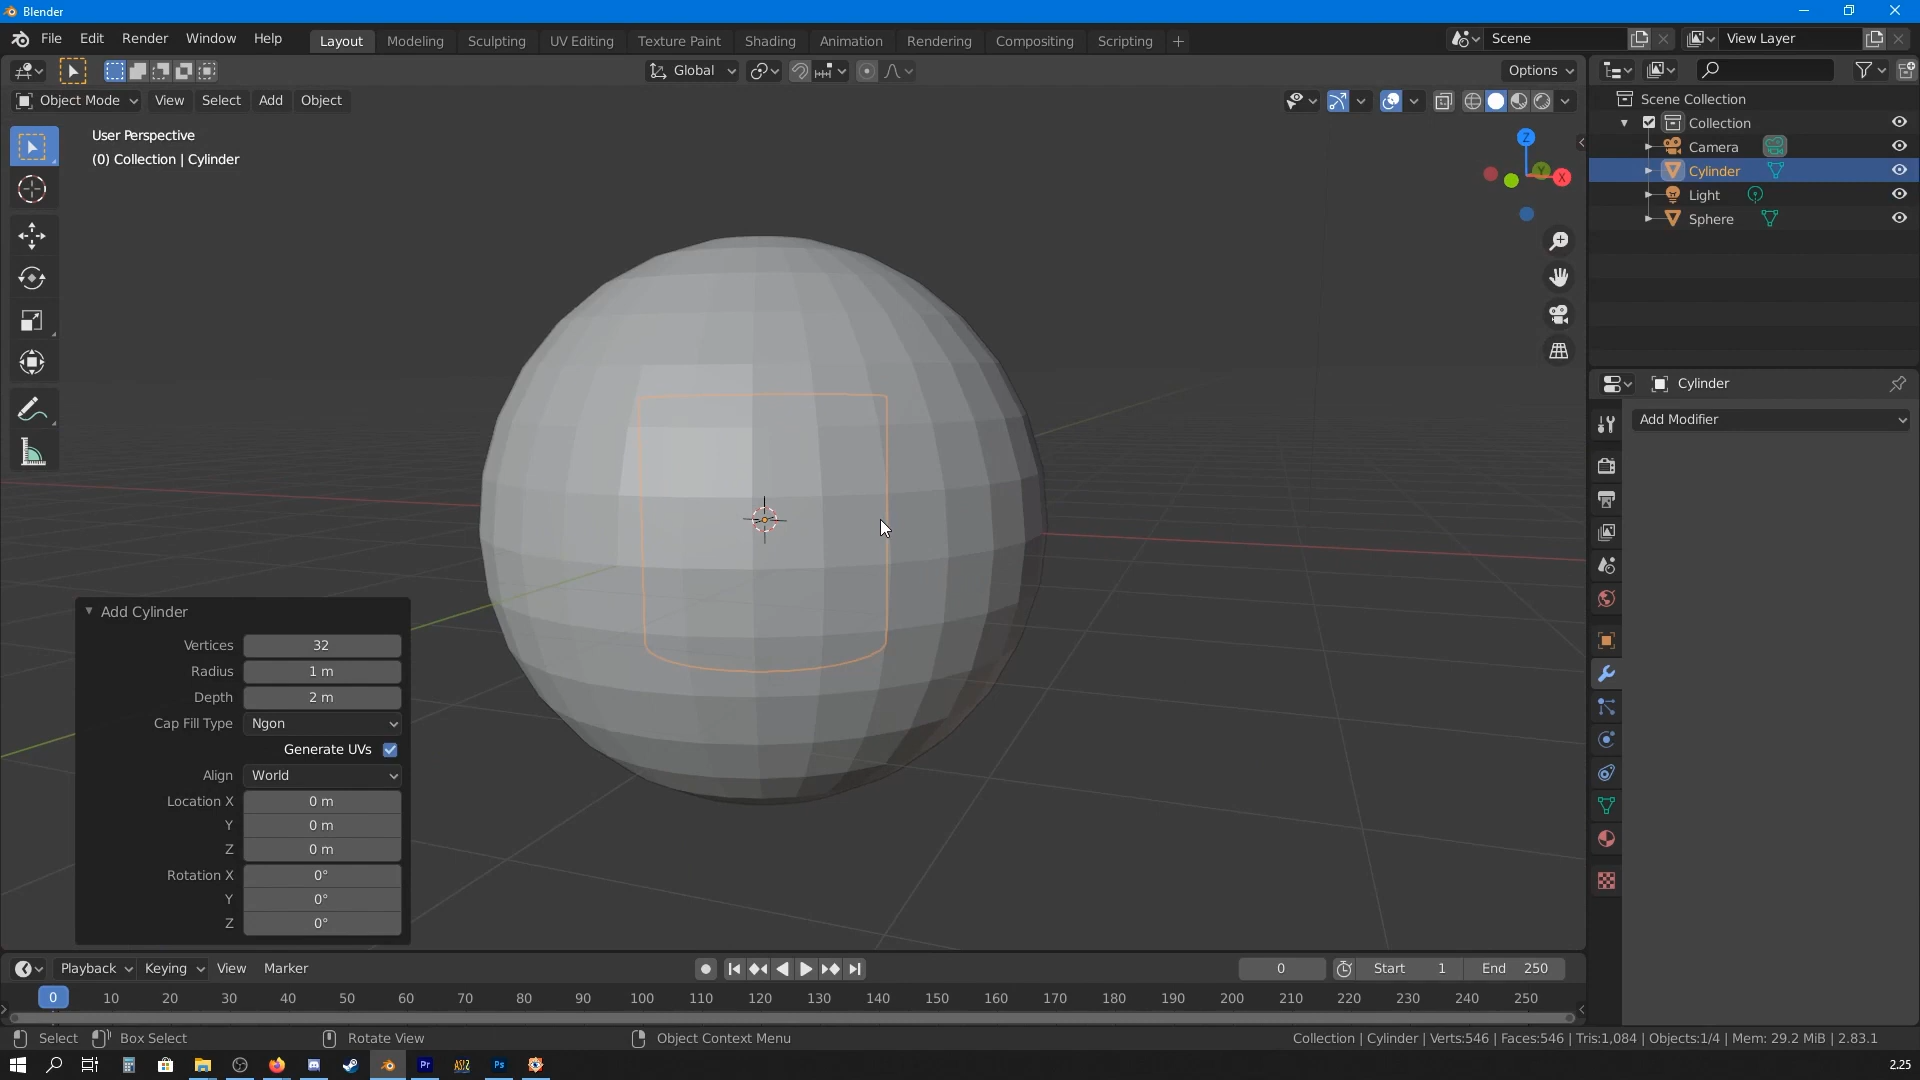 Blender
File Edit Render Window Help
Layout Modeling Sculpting UV Editing Texture Paint Shading Animation Rendering Compositing Scripting +
Scene
View Layer
Global
Options
Object Mode View Select Add Object
User Perspective
(0) Collection | Cylinder
Z
Y
X
Scene Collection
Collection
Camera
Cylinder
Light
Sphere
Cylinder
Add Modifier
Add Cylinder
Vertices 32
Radius 1 m
Depth 2 m
Cap Fill Type Ngon
Generate UVs
Align World
Location X 0 m
Y 0 m
Z 0 m
Rotation X 0°
Y 0°
Z 0°
Playback Keying View Marker
0
Start 1
End 250
0 10 20 30 40 50 60 70 80 90 100 110 120 130 140 150 160 170 180 190 200 210 220 230 240 250
Select Box Select Rotate View Object Context Menu
Collection | Cylinder | Verts:546 | Faces:546 | Tris:1,084 | Objects:1/4 | Mem: 29.2 MiB | 2.83.1
Pr
Ps
2.25